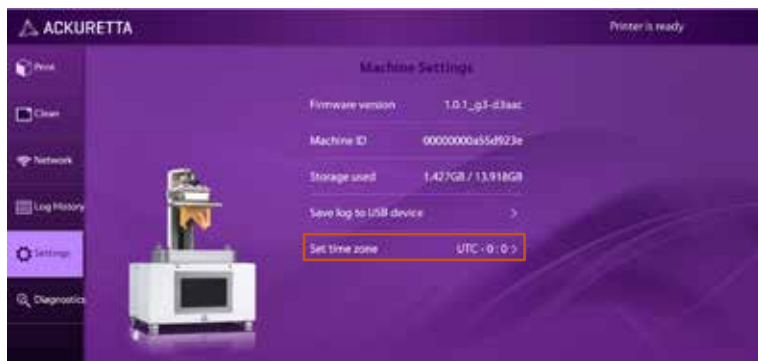 ACKURETTA
Printer is ready
Print
Machine Settings
Clean
Firmware version 1.0.1_g3-d3aac
Machine ID 00000000a55d923e
Network
Storage used 1.427GB / 13.918GB
Log History
Save log to USB device >
Settings
Set time zone UTC - 0 : 0 >
Diagnostics